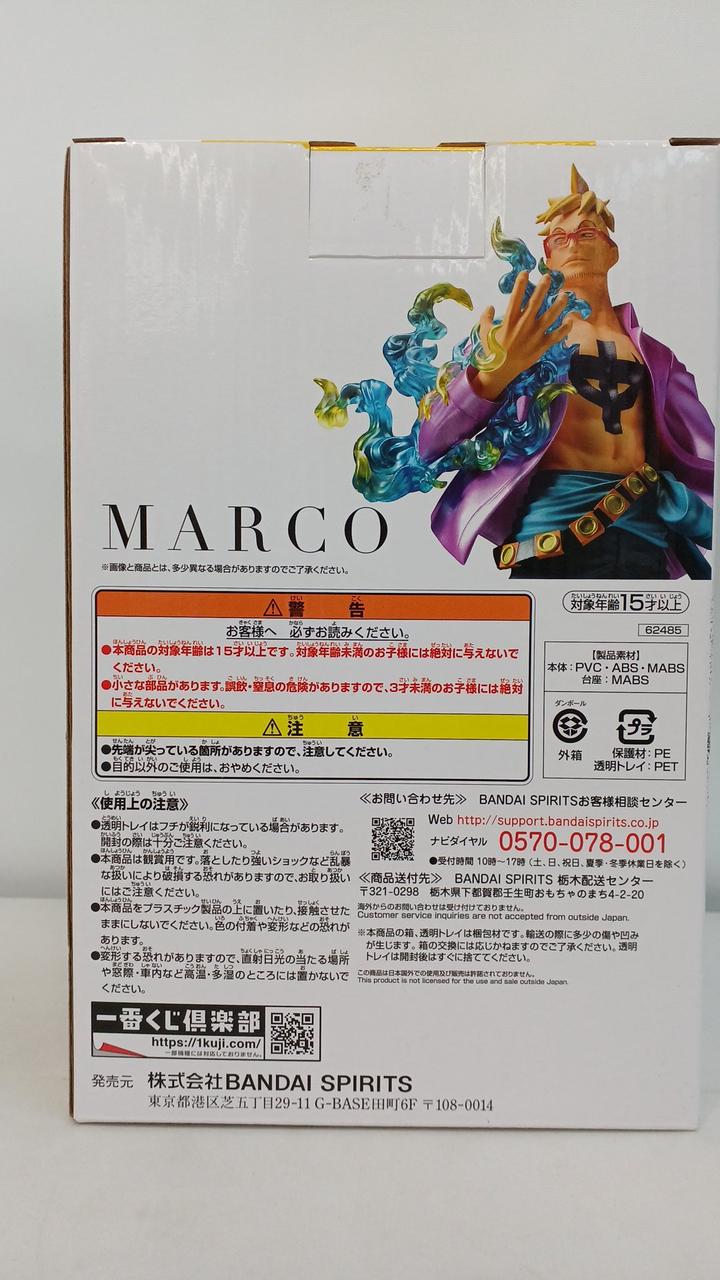 MARCO
※画像と商品とは、多少異なる場合がありますのでご了承ください。
⚠警告
お客様へ 必ずお読みください。
●本商品の対象年齢は15才以上です。対象年齢未満のお子様には絶対に与えないで
ください。
●小さな部品があります。誤飲・窒息の危険がありますので、3才未満のお子様には絶対
に与えないでください。
⚠注意
●先端が尖っている箇所がありますので、注意してください。
●目的以外のご使用は、おやめください。
対象年齢15才以上
62485
【製品素材】
本体：PVC・ABS・MABS
台座：MABS
ダンボール
外箱
プラ
保護材：PE
透明トレイ：PET
《使用上の注意》
●透明トレイはフチが鋭利になっている場合があります。
開封の際は十分ご注意ください。
●本商品は観賞用です。落としたり強いショックなど乱暴
な扱いにより破損する恐れがありますので、お取り扱い
にはご注意ください。
●本商品をプラスチック製品の上に置いたり、接触させた
ままにしないでください。色の付着や変形などの恐れが
あります。
●変形する恐れがありますので、直射日光の当たる場所
や窓際・車内など高温・多湿のところには置かないで
ください。
≪お問い合わせ先≫ BANDAI SPIRITSお客様相談センター
Web http://support.bandaispirits.co.jp
ナビダイヤル 0570-078-001
●受付時間 10時〜17時（土、日、祝日、夏季・冬季休業日を除く）
≪商品送付先≫ BANDAI SPIRITS 栃木配送センター
〒321-0298 栃木県下都賀郡壬生町おもちゃのまち4-2-20
海外からのお問い合わせは受け付けておりません。
Customer service inquiries are not accepted from outside Japan.
※本商品の箱、透明トレイは梱包材です。輸送の際に多少の傷や凹み
が生じます。箱の交換には応じかねますのでご了承ください。透明
トレイは開封後はすぐに捨ててください。
この商品は日本国外での使用及び販売は許諾されておりません。
This product is not licensed for the use and sale outside Japan.
一番くじ倶楽部
https://1kuji.com/
一部機種には対応しておりません。
発売元 株式会社BANDAI SPIRITS
東京都港区芝五丁目29-11 G-BASE田町6F 〒108-0014